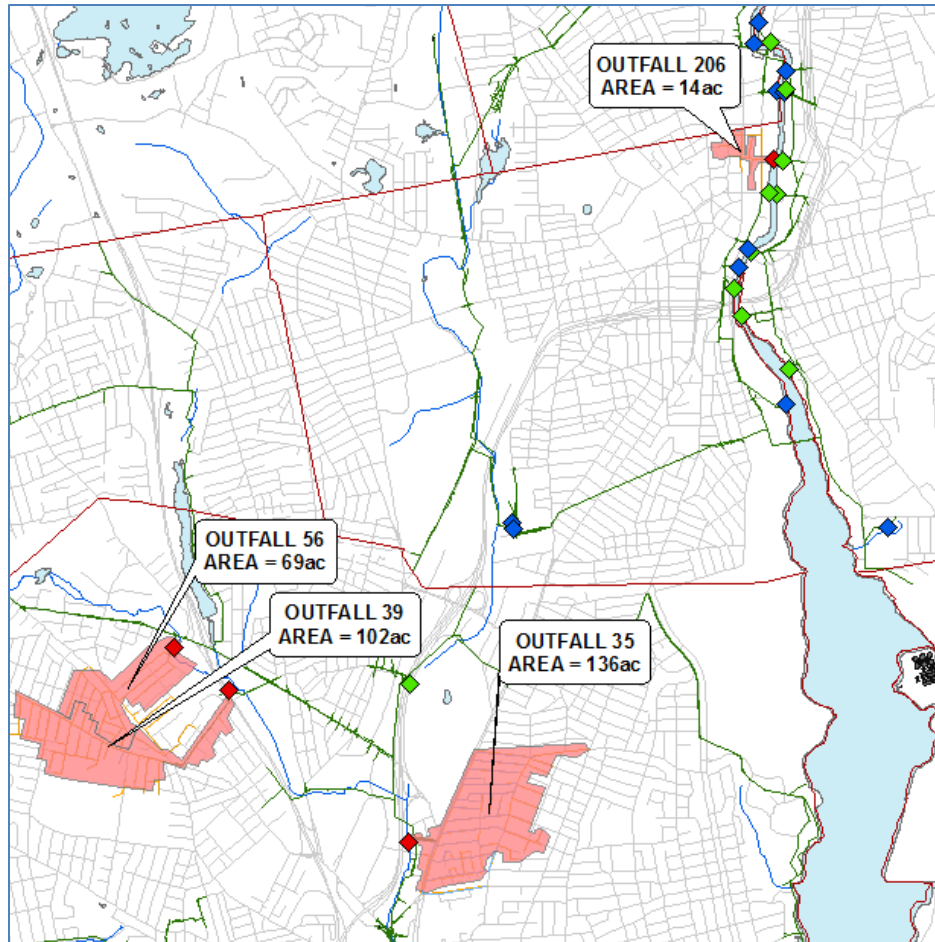 OUTFALL 206
AREA = 14ac
OUTFALL 56
AREA = 69ac
OUTFALL 39
AREA = 102ac
OUTFALL 35
AREA = 136ac